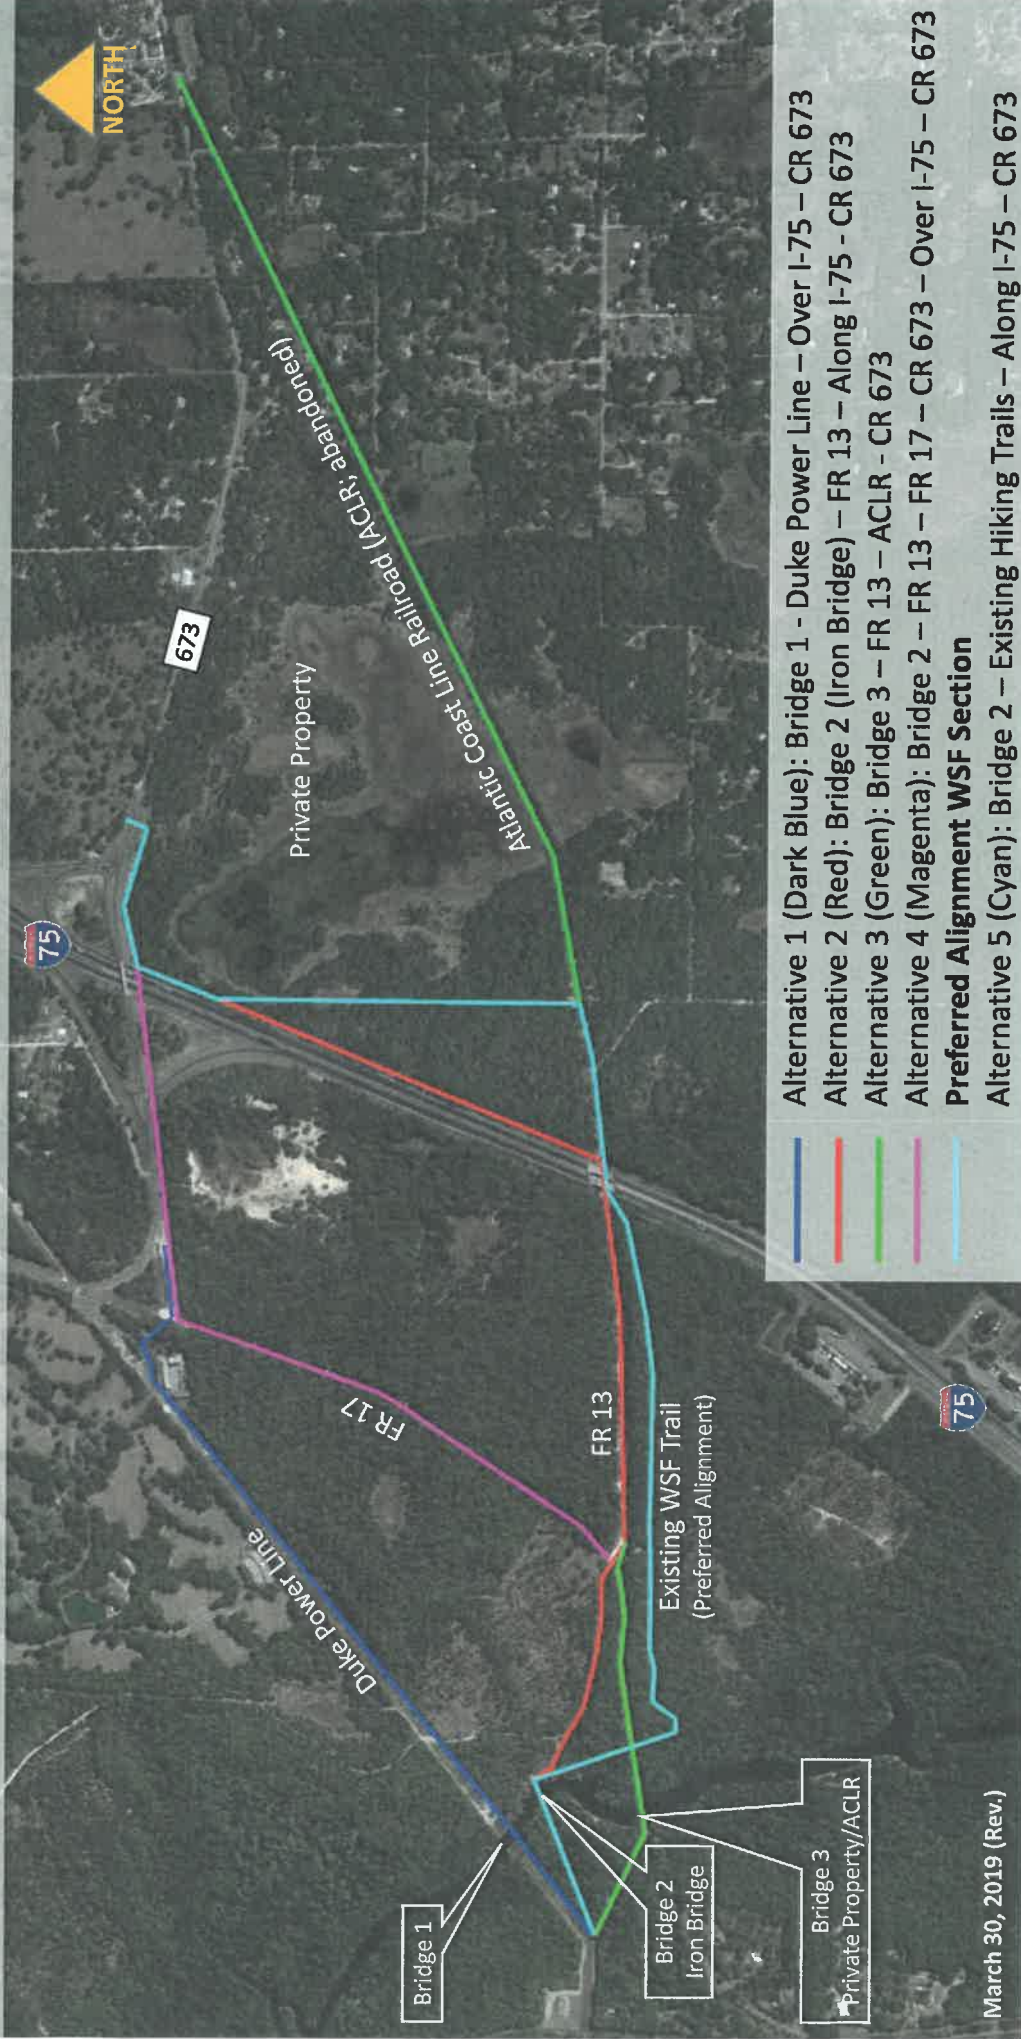 NORTH
75
673
Private Property
Atlantic Coast Line Railroad (ACLR; abandoned)
Duke Power Line
FR 17
FR 13
Existing WSF Trail
(Preferred Alignment)
75
Bridge 1
Bridge 2
Iron Bridge
Bridge 3
Private Property/ACLR
March 30, 2019 (Rev.)
Alternative 1 (Dark Blue): Bridge 1 - Duke Power Line – Over I-75 – CR 673
Alternative 2 (Red): Bridge 2 (Iron Bridge) – FR 13 – Along I-75 - CR 673
Alternative 3 (Green): Bridge 3 – FR 13 – ACLR - CR 673
Alternative 4 (Magenta): Bridge 2 – FR 13 – FR 17 – CR 673 – Over I-75 – CR 673
Preferred Alignment WSF Section
Alternative 5 (Cyan): Bridge 2 – Existing Hiking Trails – Along I-75 – CR 673